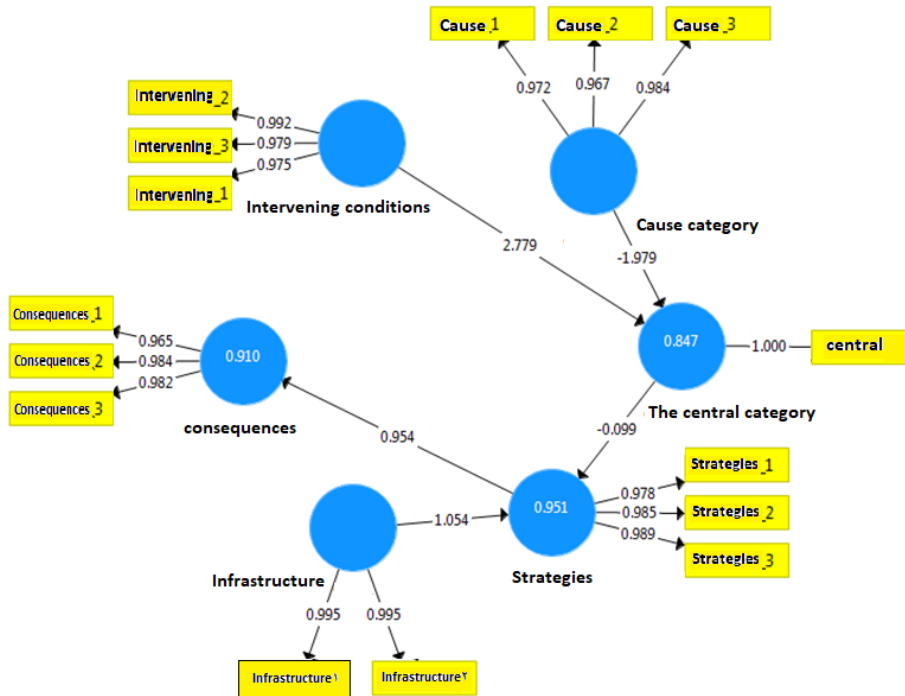 Cause_1 Cause_2 Cause_3
0.972 0.967 0.984
Intervening_2
0.992
Intervening_3
0.979
Intervening_1
0.975
Intervening conditions
Cause category
2.779
-1.979
Consequences_1
0.965
Consequences_2
0.984
Consequences_3
0.982
0.910
consequences
0.847
1.000
central
The central category
0.954
-0.099
Strategies_1
0.978
Strategies_2
0.985
Strategies_3
0.989
0.951
Strategies
1.054
Infrastructure
0.995 0.995
Infrastructure۱ Infrastructure۲